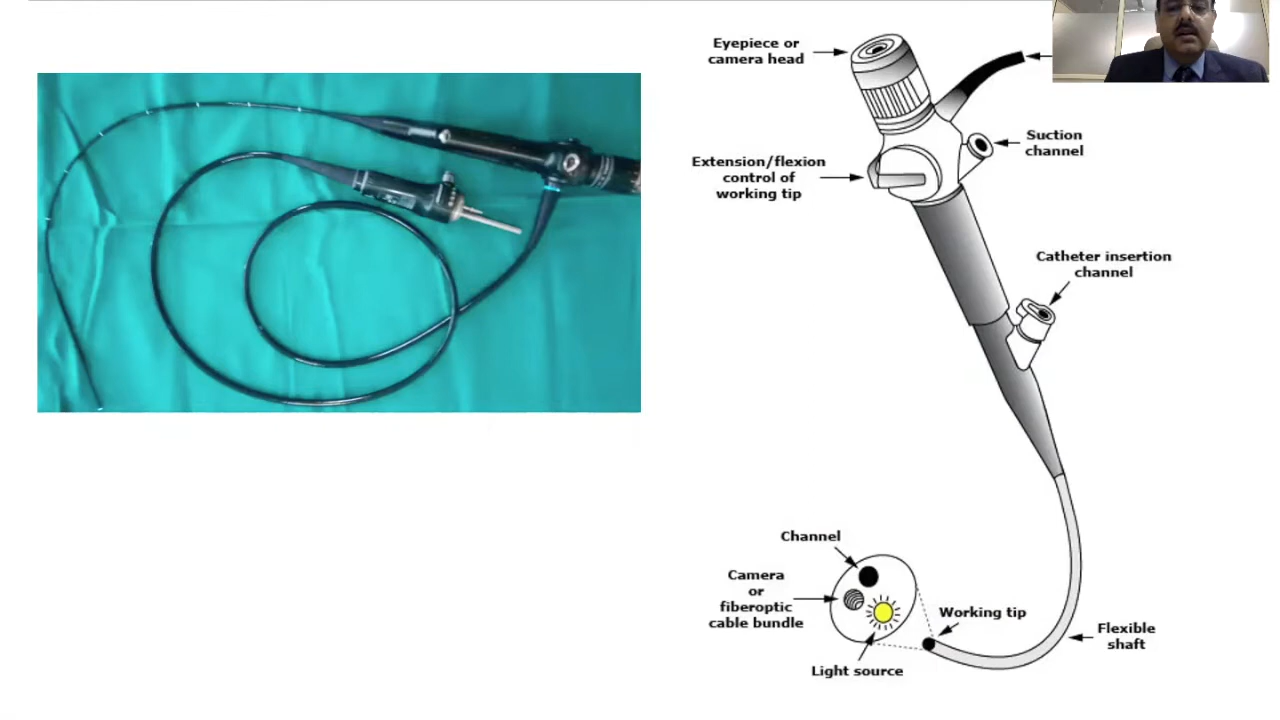 Eyepiece or
camera head
Suction
channel
Extension/flexion
control of
working tip
Catheter insertion
channel
Channel
Camera
or
fiberoptic
cable bundle
Working tip
Flexible
shaft
Light source